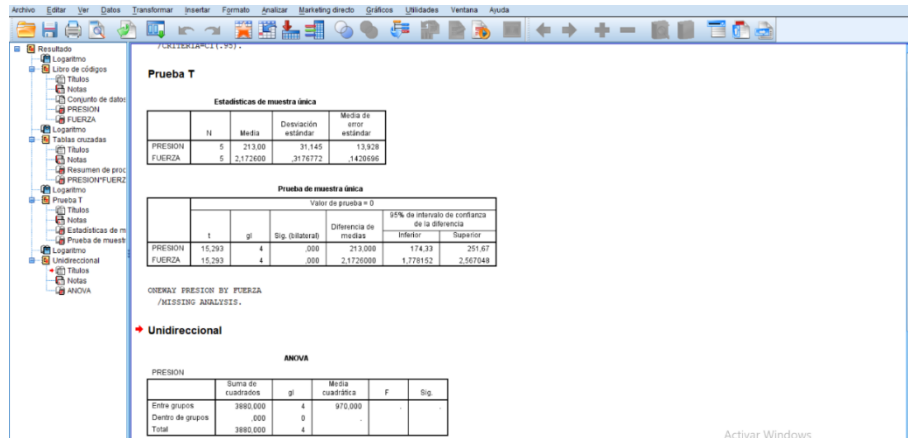 Archivo Editar Ver Datos Transformar Insertar Formato Analizar Marketing directo Gráficos Utilidades Ventana Ayuda
Resultado
Logaritmo
Libro de códigos
Títulos
Notas
Conjunto de datos
PRESION
FUERZA
Logaritmo
Tablas cruzadas
Títulos
Notas
Resumen de proc
PRESION*FUERZ
Logaritmo
Prueba T
Títulos
Notas
Estadísticas de m
Prueba de muestr
Logaritmo
Unidireccional
Títulos
Notas
ANOVA
/CRITERIA=CI(.95).
Prueba T
Estadísticas de muestra única
N Media Desviación estándar Media de error estándar
PRESION 5 213,00 31,145 13,928
FUERZA 5 2,172600 ,3176772 ,1420696
Prueba de muestra única
Valor de prueba = 0
t gl Sig. (bilateral) Diferencia de medias 95% de intervalo de confianza de la diferencia
Inferior Superior
PRESION 15,293 4 ,000 213,000 174,33 251,67
FUERZA 15,293 4 ,000 2,1726000 1,778152 2,567048
ONEWAY PRESION BY FUERZA
/MISSING ANALYSIS.
Unidireccional
ANOVA
PRESION
Suma de cuadrados gl Media cuadrática F Sig.
Entre grupos 3880,000 4 970,000 . .
Dentro de grupos ,000 0 .
Total 3880,000 4
Activar Windows